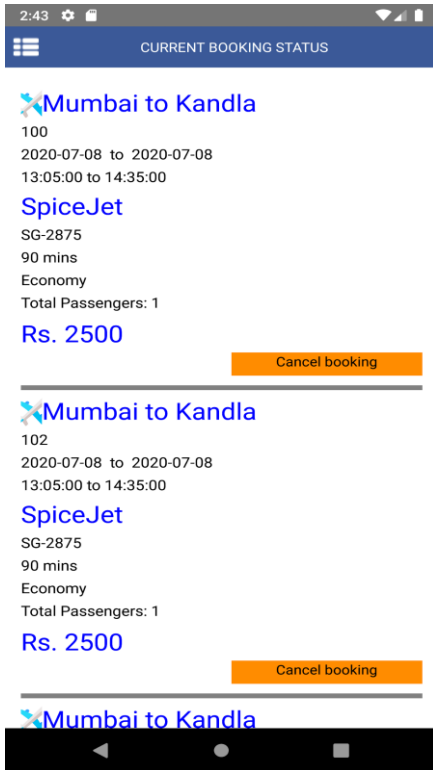 2:43
CURRENT BOOKING STATUS
Mumbai to Kandla
100
2020-07-08 to 2020-07-08
13:05:00 to 14:35:00
SpiceJet
SG-2875
90 mins
Economy
Total Passengers: 1
Rs. 2500
Cancel booking
Mumbai to Kandla
102
2020-07-08 to 2020-07-08
13:05:00 to 14:35:00
SpiceJet
SG-2875
90 mins
Economy
Total Passengers: 1
Rs. 2500
Cancel booking
Mumbai to Kandla